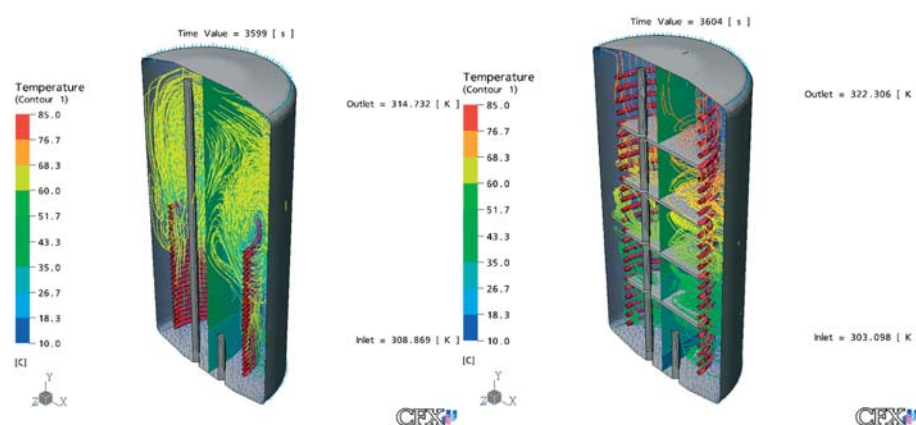 Time Value = 3599 [ s ]
Temperature
(Contour 1)
85.0
76.7
68.3
60.0
51.7
43.3
35.0
26.7
18.3
10.0
[C]
Outlet = 314.732 [ K ]
Inlet = 308.869 [ K ]
Y
Z
X
CFX
Time Value = 3604 [ s ]
Temperature
(Contour 1)
85.0
76.7
68.3
60.0
51.7
43.3
35.0
26.7
18.3
10.0
[C]
Outlet = 322.306 [ K
Inlet = 303.098 [ K
Y
Z
X
CFX